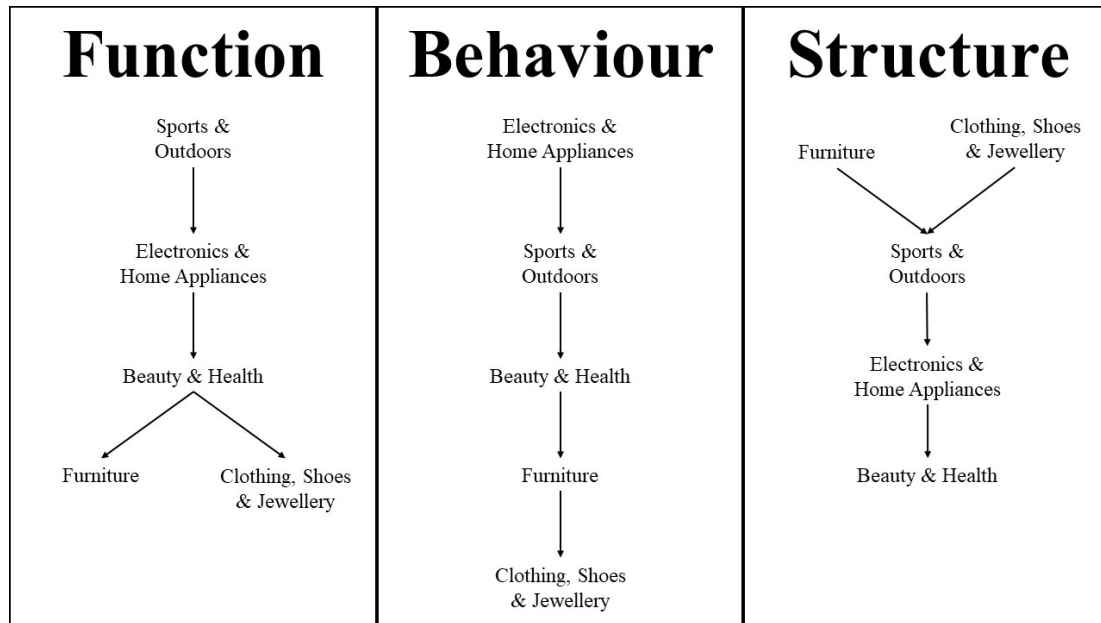 Function
Sports &
Outdoors
Electronics &
Home Appliances
Beauty & Health
Furniture
Clothing, Shoes
& Jewellery
Behaviour
Electronics &
Home Appliances
Sports &
Outdoors
Beauty & Health
Furniture
Clothing, Shoes
& Jewellery
Structure
Furniture
Clothing, Shoes
& Jewellery
Sports &
Outdoors
Electronics &
Home Appliances
Beauty & Health